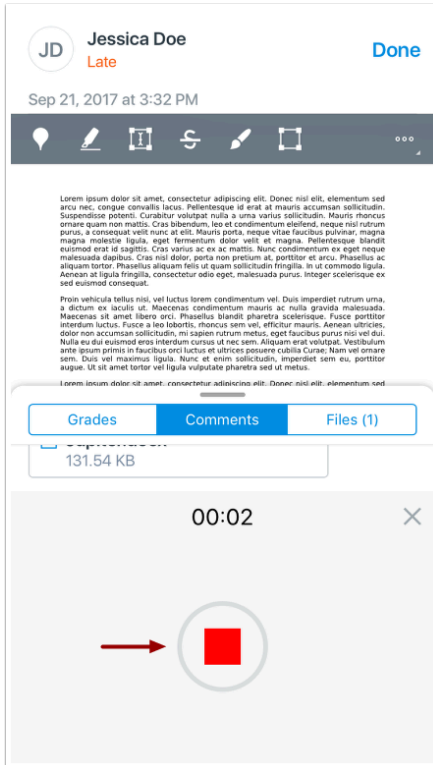 JD
Jessica Doe
Late
Done
Sep 21, 2017 at 3:32 PM
Lorem ipsum dolor sit amet, consectetur adipiscing elit. Donec nisl elit, elementum sed
arcu nec, congue convallis lacus. Pellentesque id erat at mauris accumsan sollicitudin.
Suspendisse potenti. Curabitur volutpat nulla a urna varius sollicitudin. Mauris rhoncus
ornare quam non mattis. Cras bibendum, leo et condimentum eleifend, neque nisl rutrum
purus, a consequat velit nunc at elit. Mauris porta, neque vitae faucibus pulvinar, magna
magna molestie ligula, eget fermentum dolor velit et magna. Pellentesque blandit
euismod erat id sagittis. Cras varius ac ex ac mattis. Nunc condimentum ex eget neque
malesuada dapibus. Cras nisl dolor, porta non pretium at, porttitor et arcu. Phasellus ac
aliquam tortor. Phasellus aliquam felis ut quam sollicitudin fringilla. In ut commodo ligula.
Aenean at ligula fringilla, consectetur odio eget, malesuada purus. Integer scelerisque ex
sed euismod consequat.
Proin vehicula tellus nisi, vel luctus lorem condimentum vel. Duis imperdiet rutrum urna,
a dictum ex iaculis ut. Maecenas condimentum mauris ac nulla gravida malesuada.
Maecenas sit amet libero orci. Phasellus blandit pharetra scelerisque. Fusce porttitor
interdum luctus. Fusce a leo lobortis, rhoncus sem vel, efficitur mauris. Aenean ultricies,
dolor non accumsan sollicitudin, mi sapien rutrum metus, eget faucibus purus nisi vel dui.
Nulla eu dui euismod eros interdum cursus ut nec sem. Aliquam erat volutpat. Vestibulum
ante ipsum primis in faucibus orci luctus et ultrices posuere cubilia Curae; Nam vel ornare
sem. Duis vel maximus ligula. Nunc et enim sollicitudin, imperdiet sem eu, porttitor
augue. Ut sit amet tortor vel ligula vulputate pharetra sed ut metus.
Lorem ipsum dolor sit amet, consectetur adipiscing elit. Donec nisl elit, elementum sed
Grades
Comments
Files (1)
131.54 KB
00:02